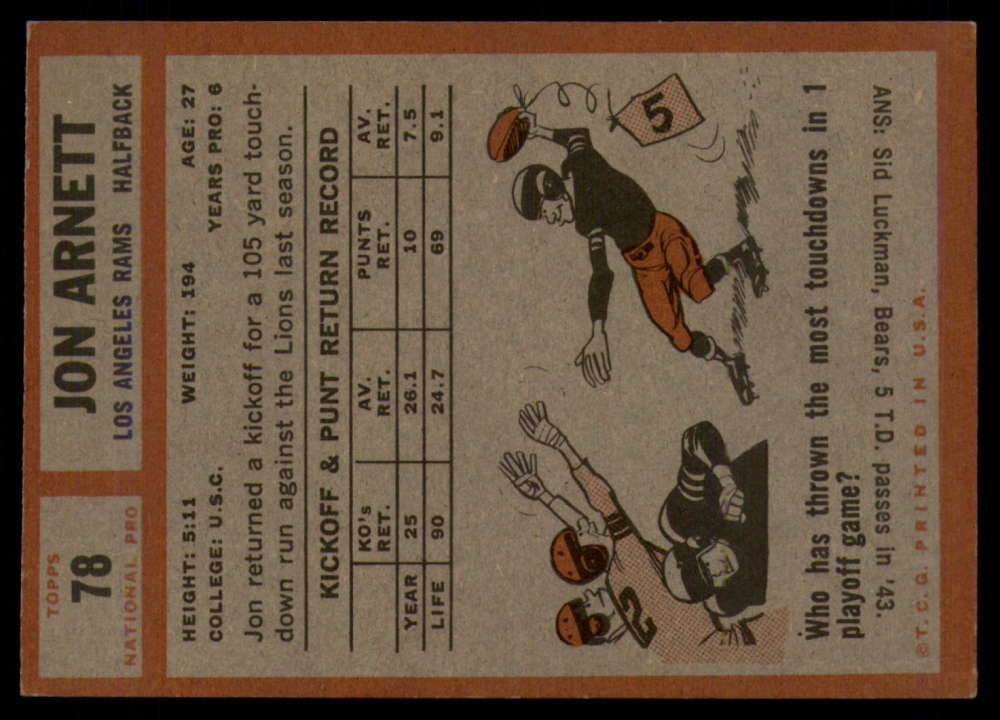 TOPPS
78
NATIONAL PRO
JON ARNETT
LOS ANGELES RAMS HALFBACK
HEIGHT: 5:11 WEIGHT: 194 AGE: 27
COLLEGE: U.S.C. YEARS PRO: 6
Jon returned a kickoff for a 105 yard touch-
down run against the Lions last season.
KICKOFF & PUNT RETURN RECORD
KO's AV. PUNTS AV.
RET. RET. RET. RET.
YEAR 25 26.1 10 7.5
LIFE 90 24.7 69 9.1
5
2
Who has thrown the most touchdowns in 1
playoff game?
ANS: Sid Luckman, Bears, 5 T.D. passes in '43.
©T.C.G. PRINTED IN U.S.A.